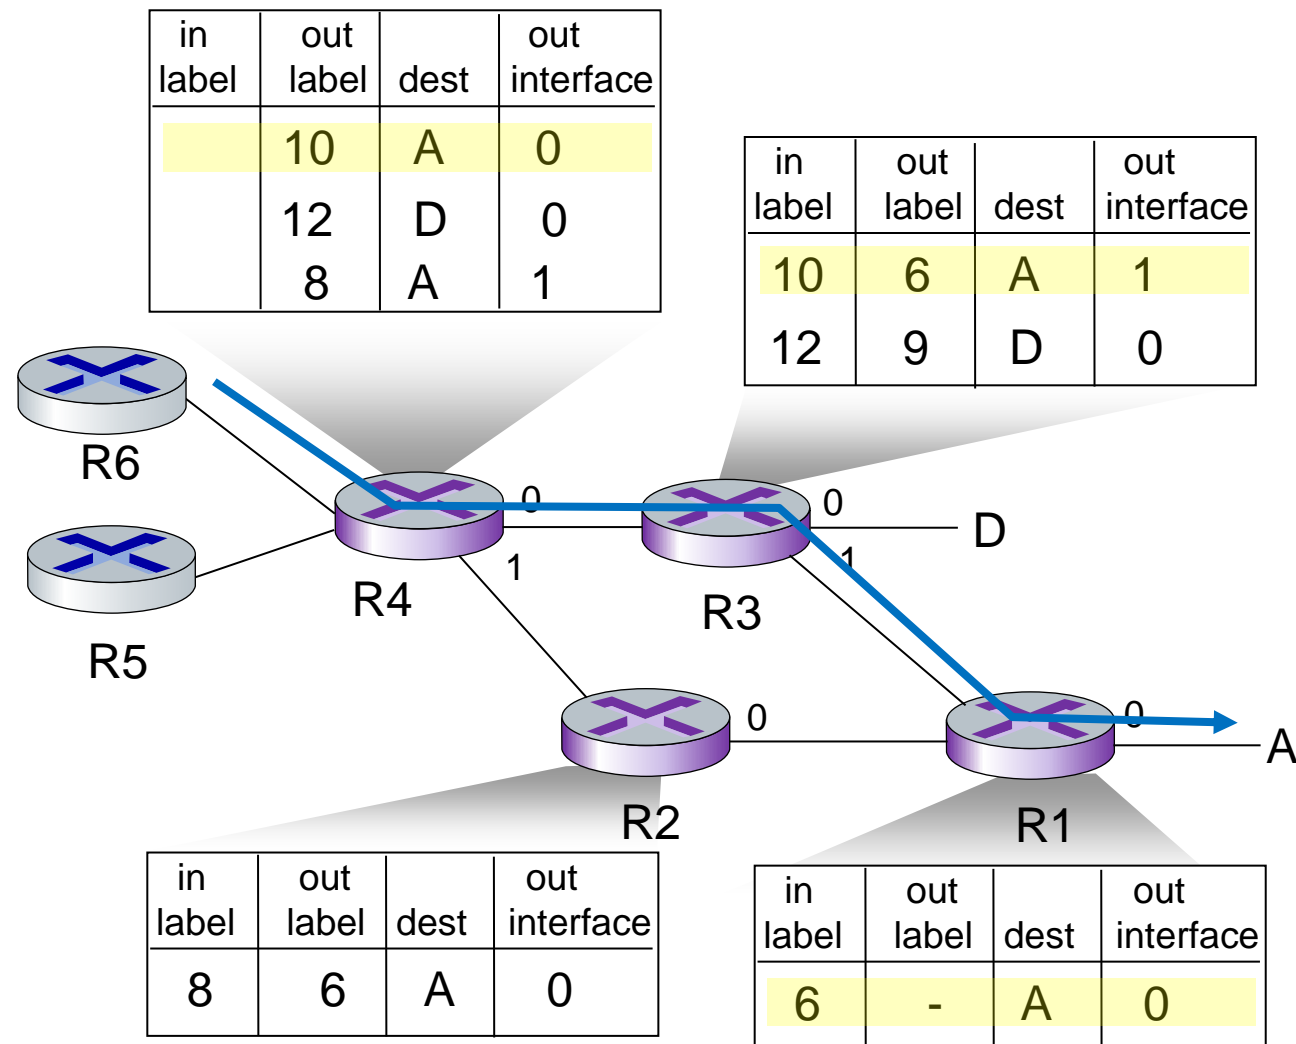 in out out
label label dest interface
10 A 0
12 D 0
8 A 1
in out out
label label dest interface
10 6 A 1
12 9 D 0
R6
0
0
D
1
1
R4
R3
R5
0
0
A
R2
R1
in out out
label label dest interface
8 6 A 0
in out out
label label dest interface
6 - A 0